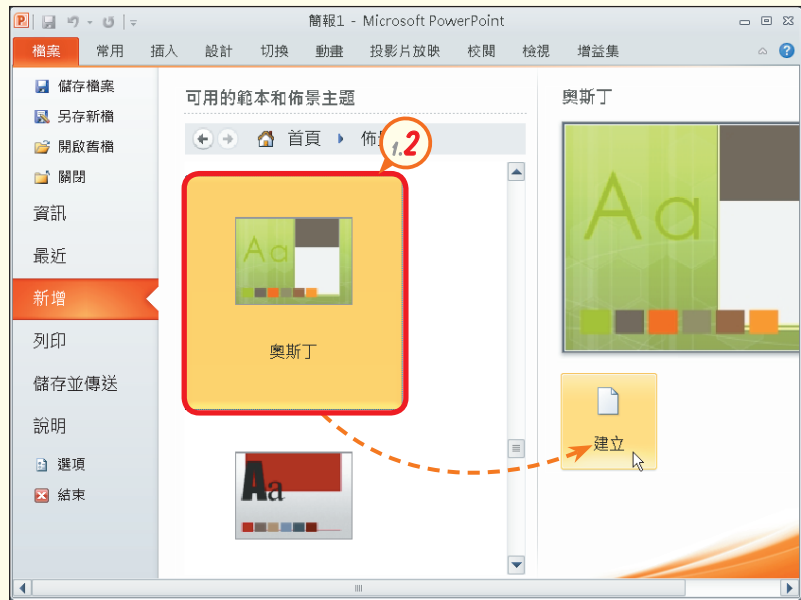 簡報1 - Microsoft PowerPoint
檔案 常用 插入 設計 切換 動畫 投影片放映 校閱 檢視 增益集
儲存檔案
另存新檔
開啟舊檔
關閉
資訊
最近
新增
列印
儲存並傳送
說明
選項
結束
可用的範本和佈景主題
首頁 佈
1.2
Aa
奧斯丁
Aa
奧斯丁
Aa
建立